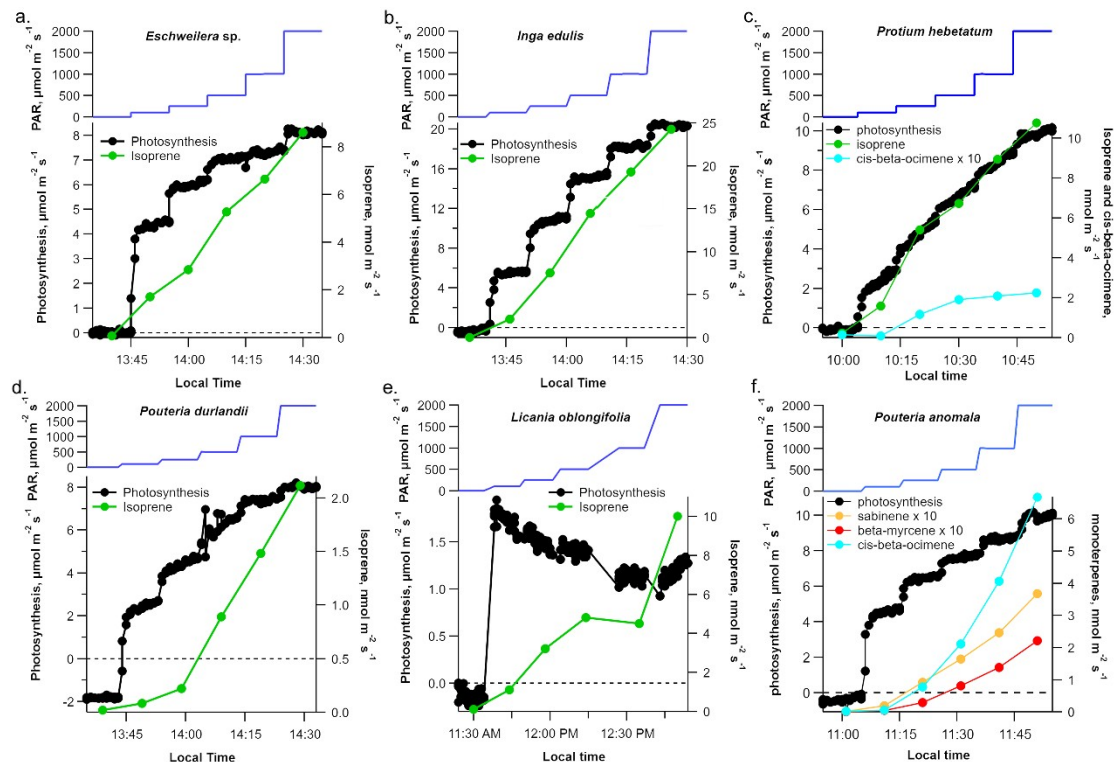 a.
Eschweilera sp.
PAR, µmol m⁻² s⁻¹
2000
1500
1000
500
0
Photosynthesis
Isoprene
Photosynthesis, µmol m⁻² s⁻¹
8
7
6
5
4
3
2
1
0
Isoprene, nmol m⁻² s⁻¹
8
6
4
2
0
13:45 14:00 14:15 14:30
Local Time
b.
Inga edulis
PAR, µmol m⁻² s⁻¹
2000
1500
1000
500
0
Photosynthesis
Isoprene
Photosynthesis, µmol m⁻² s⁻¹
20
16
12
8
4
0
Isoprene, nmol m⁻² s⁻¹
25
20
15
10
5
0
13:45 14:00 14:15 14:30
Local Time
c.
Protium hebetatum
PAR, µmol m⁻² s⁻¹
2000
1500
1000
500
0
photosynthesis
isoprene
cis-beta-ocimene x 10
Photosynthesis, µmol m⁻² s⁻¹
10
8
6
4
2
0
Isoprene and cis-beta-ocimene,
nmol m⁻² s⁻¹
10
8
6
4
2
0
10:00 10:15 10:30 10:45
Local time
d.
Pouteria durlandii
PAR, µmol m⁻² s⁻¹
2000
1500
1000
500
0
Photosynthesis
Isoprene
Photosynthesis, µmol m⁻² s⁻¹
8
6
4
2
0
-2
Isoprene, nmol m⁻² s⁻¹
2.0
1.5
1.0
0.5
0.0
13:45 14:00 14:15 14:30
Local Time
e.
Licania oblongifolia
PAR, µmol m⁻² s⁻¹
2000
1500
1000
500
0
Photosynthesis
Isoprene
Photosynthesis, µmol m⁻² s⁻¹
1.5
1.0
0.5
0.0
Isoprene, nmol m⁻² s⁻¹
10
8
6
4
2
0
11:30 AM 12:00 PM 12:30 PM
Local Time
f.
Pouteria anomala
PAR, µmol m⁻² s⁻¹
2000
1500
1000
500
0
photosynthesis
sabinene x 10
beta-myrcene x 10
cis-beta-ocimene
photosynthesis, µmol m⁻² s⁻¹
10
8
6
4
2
0
monoterpenes, nmol m⁻² s⁻¹
6
5
4
3
2
1
0
11:00 11:15 11:30 11:45
Local time